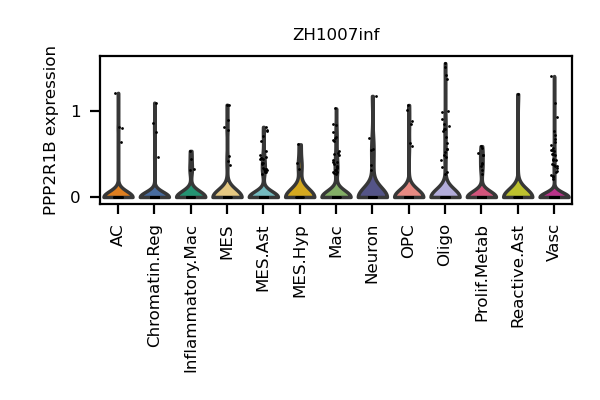 ZH1007inf
PPP2R1B expression
1
0
AC
Chromatin.Reg
Inflammatory.Mac
MES
MES.Ast
MES.Hyp
Mac
Neuron
OPC
Oligo
Prolif.Metab
Reactive.Ast
Vasc